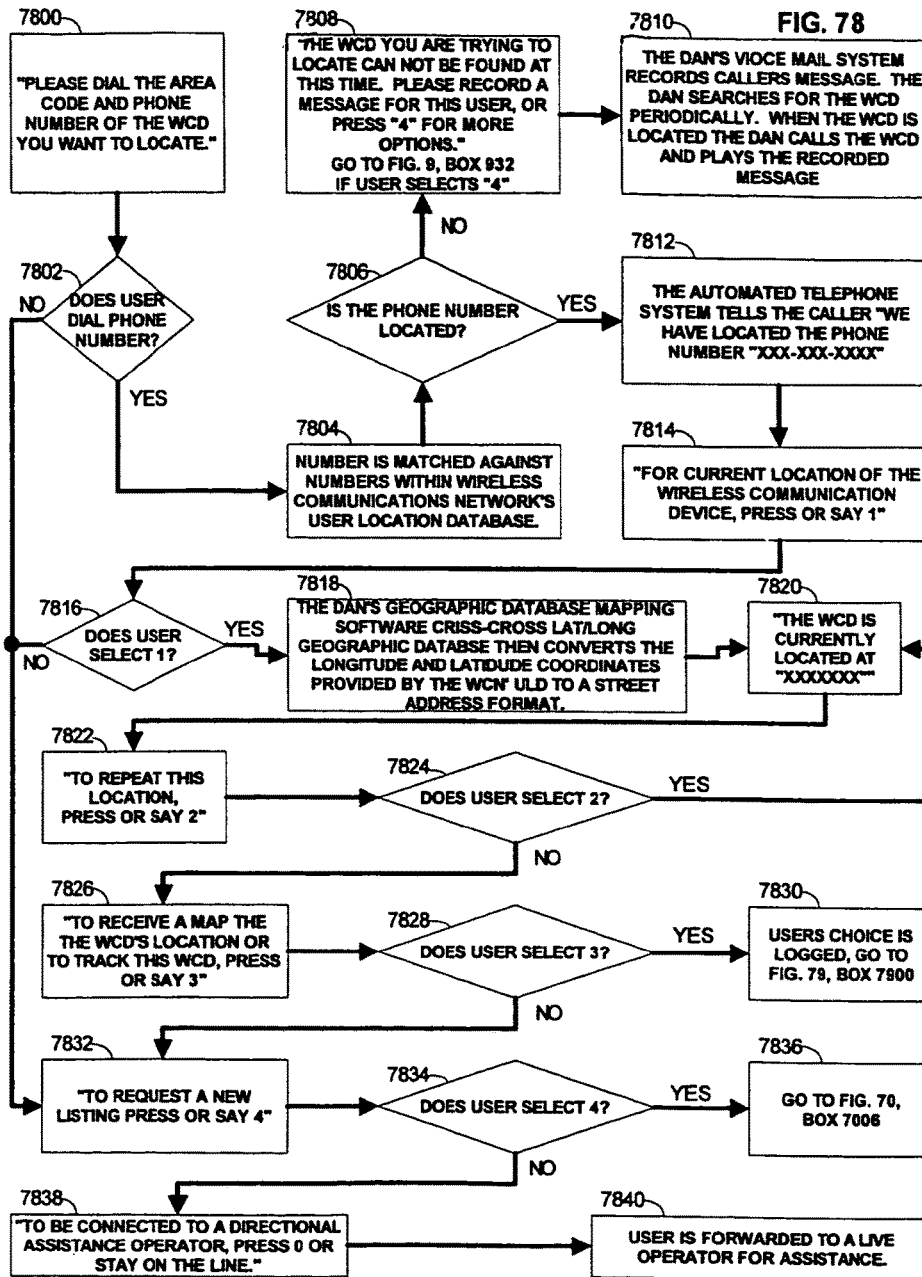 FIG. 78
7800
"PLEASE DIAL THE AREA
CODE AND PHONE
NUMBER OF THE WCD
YOU WANT TO LOCATE."
7808
"THE WCD YOU ARE TRYING TO
LOCATE CAN NOT BE FOUND AT
THIS TIME. PLEASE RECORD A
MESSAGE FOR THIS USER, OR
PRESS "4" FOR MORE
OPTIONS."
GO TO FIG. 9, BOX 932
IF USER SELECTS "4"
7810
THE DAN'S VIOCE MAIL SYSTEM
RECORDS CALLERS MESSAGE. THE
DAN SEARCHES FOR THE WCD
PERIODICALLY. WHEN THE WCD IS
LOCATED THE DAN CALLS THE WCD
AND PLAYS THE RECORDED
MESSAGE
NO
7802
NO
DOES USER
DIAL PHONE
NUMBER?
YES
7806
IS THE PHONE NUMBER
LOCATED?
YES
7812
THE AUTOMATED TELEPHONE
SYSTEM TELLS THE CALLER "WE
HAVE LOCATED THE PHONE
NUMBER "XXX-XXX-XXXX"
7804
NUMBER IS MATCHED AGAINST
NUMBERS WITHIN WIRELESS
COMMUNICATIONS NETWORK'S
USER LOCATION DATABASE.
7814
"FOR CURRENT LOCATION OF THE
WIRELESS COMMUNICATION
DEVICE, PRESS OR SAY 1"
7816
DOES USER
SELECT 1?
YES
NO
7818
THE DAN'S GEOGRAPHIC DATABASE MAPPING
SOFTWARE CRISS-CROSS LAT/LONG
GEOGRAPHIC DATABSE THEN CONVERTS THE
LONGITUDE AND LATIDUDE COORDINATES
PROVIDED BY THE WCN' ULD TO A STREET
ADDRESS FORMAT.
7820
"THE WCD IS
CURRENTLY
LOCATED AT
"XXXXXXX""
7822
"TO REPEAT THIS
LOCATION,
PRESS OR SAY 2"
7824
DOES USER SELECT 2?
YES
NO
7826
"TO RECEIVE A MAP THE
THE WCD'S LOCATION OR
TO TRACK THIS WCD, PRESS
OR SAY 3"
7828
DOES USER SELECT 3?
YES
NO
7830
USERS CHOICE IS
LOGGED, GO TO
FIG. 79, BOX 7900
7832
"TO REQUEST A NEW
LISTING PRESS OR SAY 4"
7834
DOES USER SELECT 4?
YES
NO
7836
GO TO FIG. 70,
BOX 7006
7838
"TO BE CONNECTED TO A DIRECTIONAL
ASSISTANCE OPERATOR, PRESS 0 OR
STAY ON THE LINE."
7840
USER IS FORWARDED TO A LIVE
OPERATOR FOR ASSISTANCE.